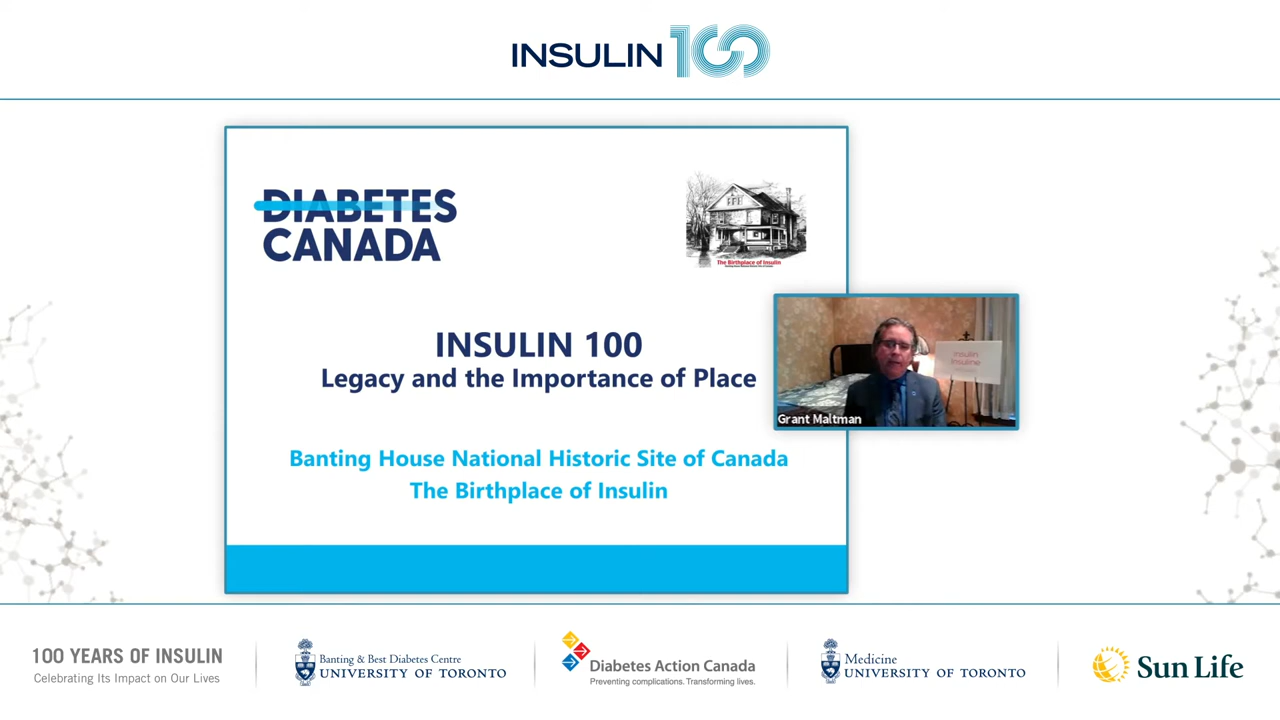 INSULIN 100
DIABETES
CANADA
The Birthplace of Insulin
INSULIN 100
Legacy and the Importance of Place
Insulin
Insuline
Grant Maltman
Banting House National Historic Site of Canada
The Birthplace of Insulin
100 YEARS OF INSULIN
Celebrating Its Impact on Our Lives
Banting & Best Diabetes Centre
UNIVERSITY OF TORONTO
Diabetes Action Canada
Preventing complications. Transforming lives.
Medicine
UNIVERSITY OF TORONTO
Sun Life